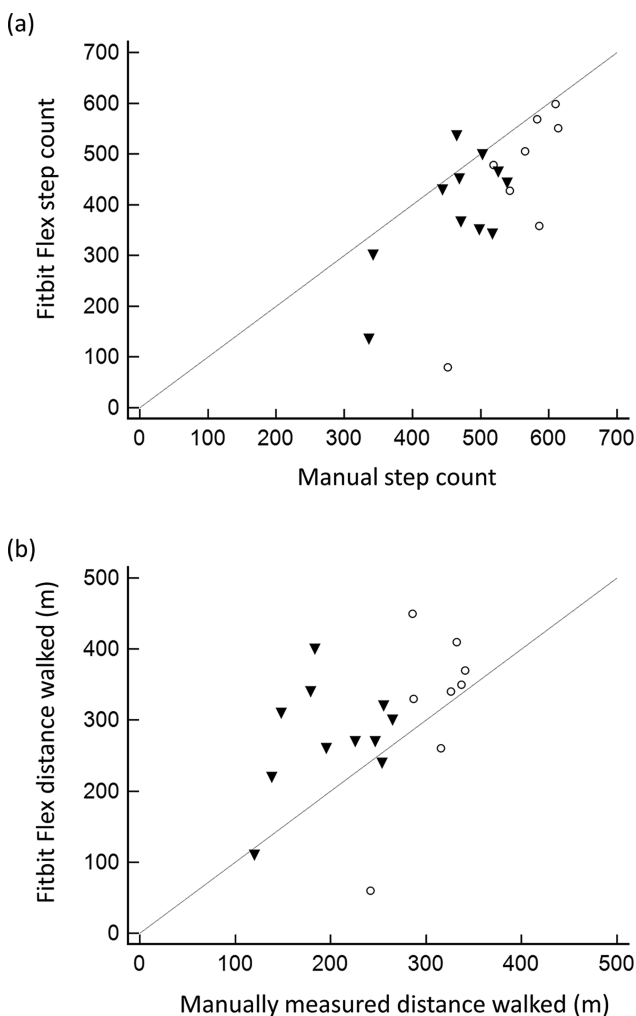 (a)
700
600
500
400
300
200
100
0
Fitbit Flex step count
0 100 200 300 400 500 600 700
Manual step count
(b)
500
400
300
200
100
0
Fitbit Flex distance walked (m)
0 100 200 300 400 500
Manually measured distance walked (m)